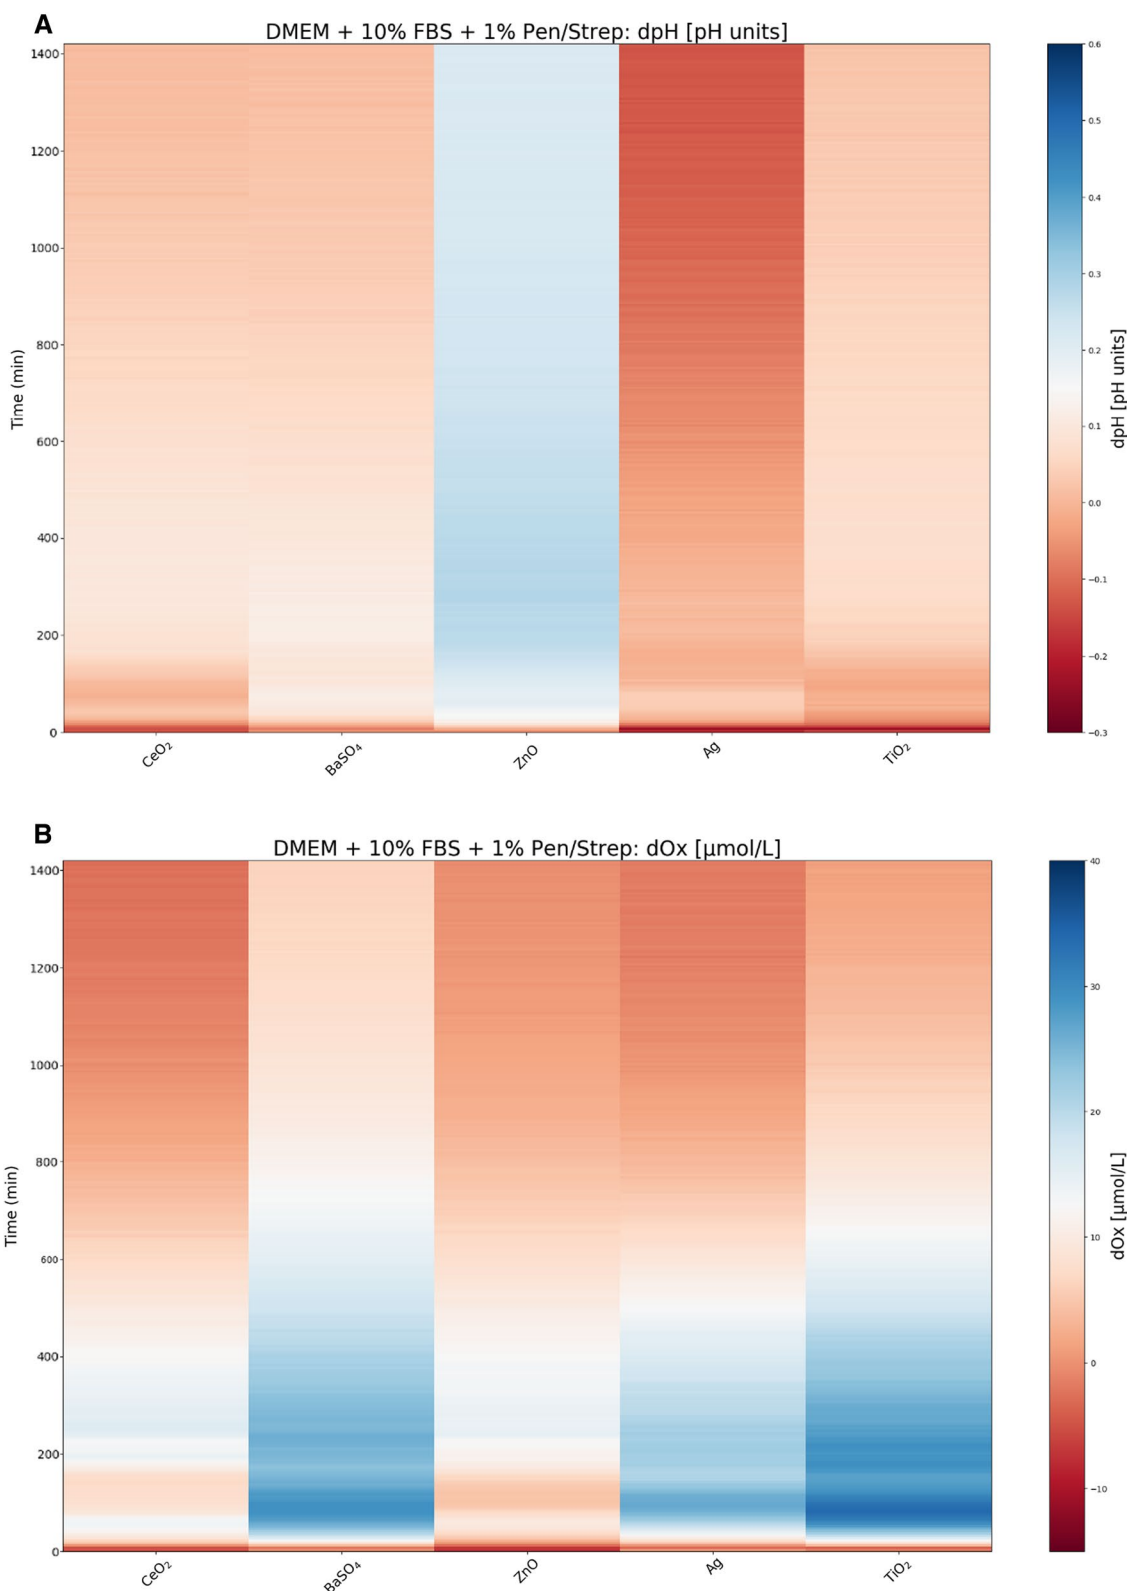 A
DMEM + 10% FBS + 1% Pen/Strep: dpH [pH units]
1400
1200
1000
800
600
400
200
0
Time (min)
CeO₂
BaSO₄
ZnO
Ag
TiO₂
0.6
0.5
0.4
0.3
0.2
0.1
0.0
−0.1
−0.2
−0.3
dpH [pH units]
B
DMEM + 10% FBS + 1% Pen/Strep: dOx [μmol/L]
1400
1200
1000
800
600
400
200
0
Time (min)
CeO₂
BaSO₄
ZnO
Ag
TiO₂
40
30
20
10
0
−10
dOx [μmol/L]